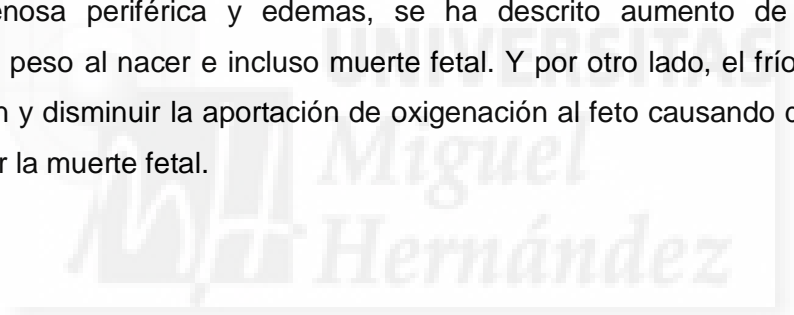 enosa periférica y edemas, se ha descrito aumento de
peso al nacer e incluso muerte fetal. Y por otro lado, el frío
y disminuir la aportación de oxigenación al feto causando
la muerte fetal.
UNIVERSITAS
Miguel
Hernández